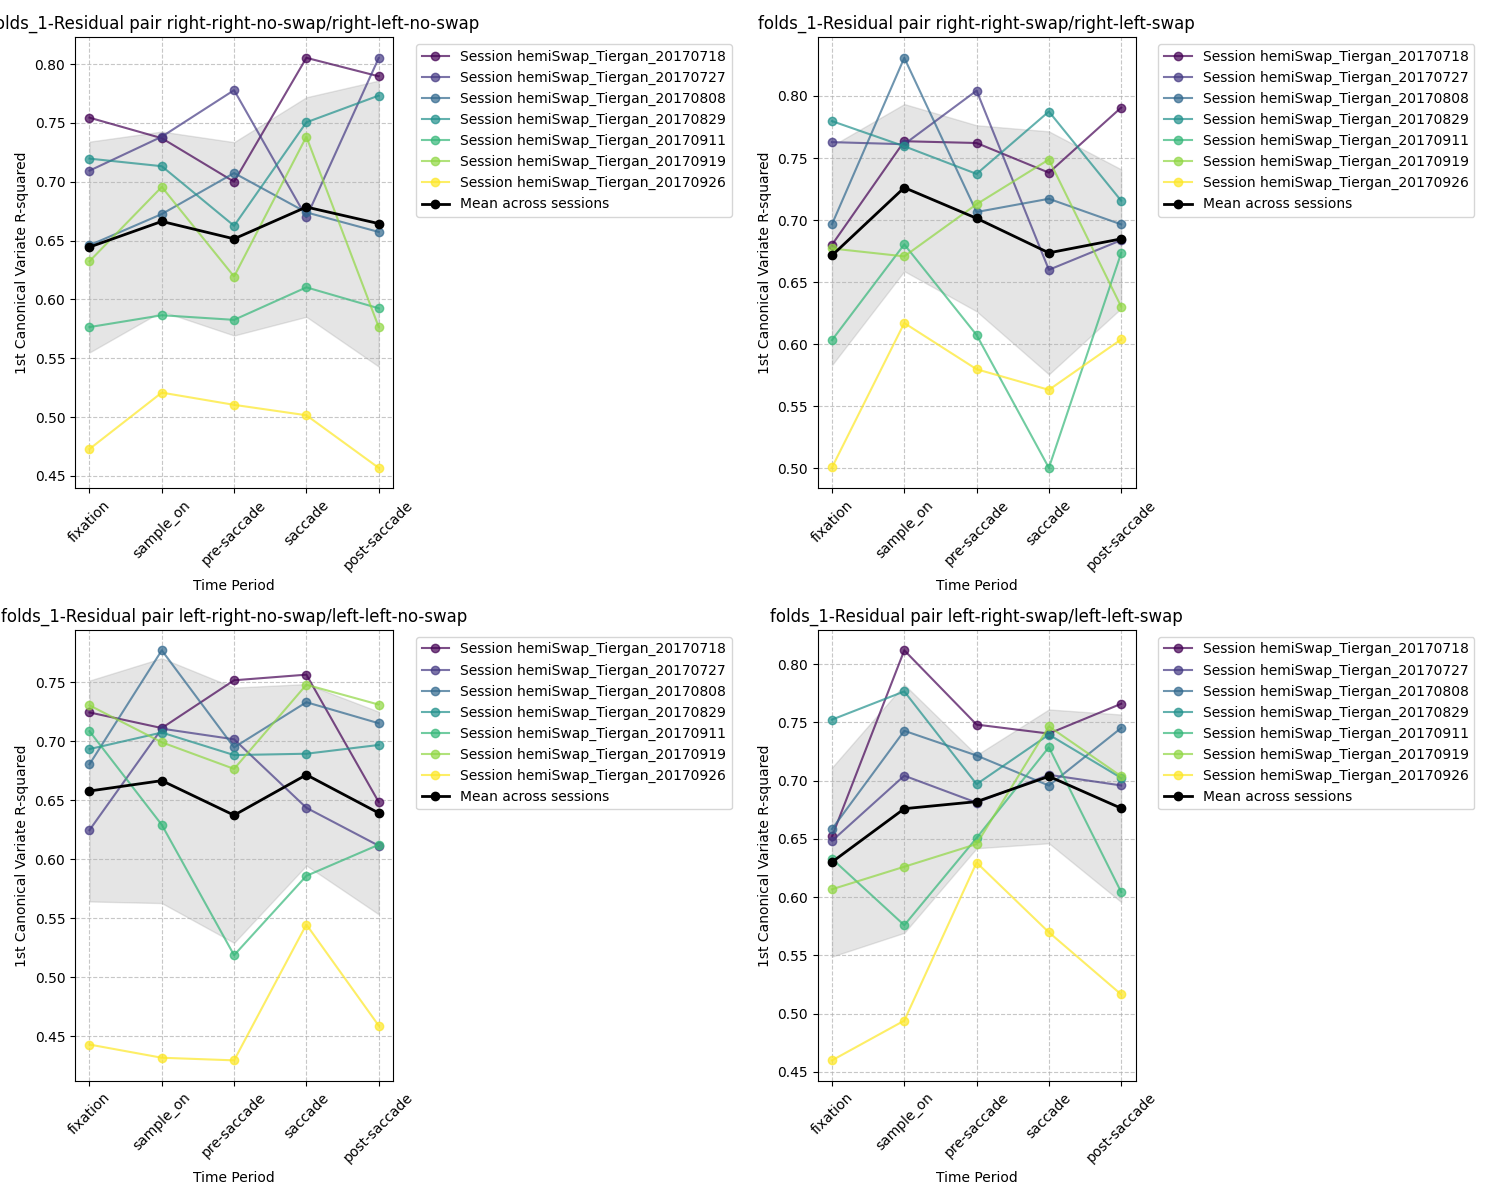 olds_1-Residual pair right-right-no-swap/right-left-no-swap
1st Canonical Variate R-squared
0.80
0.75
0.70
0.65
0.60
0.55
0.50
0.45
fixation
sample_on
pre-saccade
saccade
post-saccade
Time Period
Session hemiSwap_Tiergan_20170718
Session hemiSwap_Tiergan_20170727
Session hemiSwap_Tiergan_20170808
Session hemiSwap_Tiergan_20170829
Session hemiSwap_Tiergan_20170911
Session hemiSwap_Tiergan_20170919
Session hemiSwap_Tiergan_20170926
Mean across sessions
folds_1-Residual pair right-right-swap/right-left-swap
1st Canonical Variate R-squared
0.80
0.75
0.70
0.65
0.60
0.55
0.50
fixation
sample_on
pre-saccade
saccade
post-saccade
Time Period
Session hemiSwap_Tiergan_20170718
Session hemiSwap_Tiergan_20170727
Session hemiSwap_Tiergan_20170808
Session hemiSwap_Tiergan_20170829
Session hemiSwap_Tiergan_20170911
Session hemiSwap_Tiergan_20170919
Session hemiSwap_Tiergan_20170926
Mean across sessions
folds_1-Residual pair left-right-no-swap/left-left-no-swap
1st Canonical Variate R-squared
0.75
0.70
0.65
0.60
0.55
0.50
0.45
fixation
sample_on
pre-saccade
saccade
post-saccade
Time Period
Session hemiSwap_Tiergan_20170718
Session hemiSwap_Tiergan_20170727
Session hemiSwap_Tiergan_20170808
Session hemiSwap_Tiergan_20170829
Session hemiSwap_Tiergan_20170911
Session hemiSwap_Tiergan_20170919
Session hemiSwap_Tiergan_20170926
Mean across sessions
folds_1-Residual pair left-right-swap/left-left-swap
1st Canonical Variate R-squared
0.80
0.75
0.70
0.65
0.60
0.55
0.50
0.45
fixation
sample_on
pre-saccade
saccade
post-saccade
Time Period
Session hemiSwap_Tiergan_20170718
Session hemiSwap_Tiergan_20170727
Session hemiSwap_Tiergan_20170808
Session hemiSwap_Tiergan_20170829
Session hemiSwap_Tiergan_20170911
Session hemiSwap_Tiergan_20170919
Session hemiSwap_Tiergan_20170926
Mean across sessions